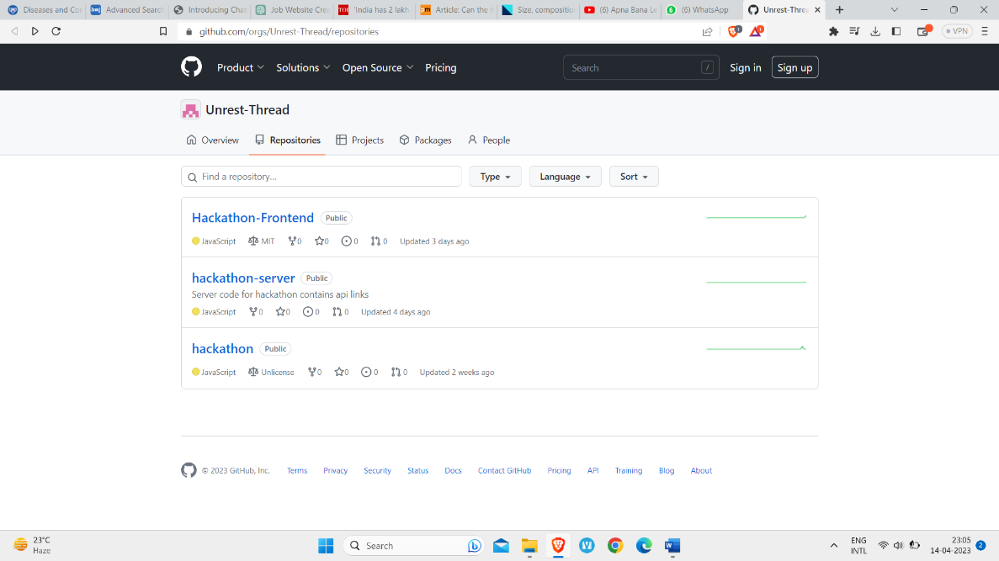 Diseases and Con
Advanced Search
Introducing Chat
Job Website Crea
'India has 2 lakh
Article: Can the h
Size, composition
(6) Apna Bana Le
(6) WhatsApp
Unrest-Threa
github.com/orgs/Unrest-Thread/repositories
1
1
VPN
Product
Solutions
Open Source
Pricing
Search
/
Sign in
Sign up
Unrest-Thread
Overview
Repositories
Projects
Packages
People
Find a repository...
Type
Language
Sort
Hackathon-Frontend Public
JavaScript MIT 0 0 0 0 Updated 3 days ago
hackathon-server Public
Server code for hackathon contains api links
JavaScript 0 0 0 0 Updated 4 days ago
hackathon Public
JavaScript Unlicense 0 0 0 0 Updated 2 weeks ago
© 2023 GitHub, Inc. Terms Privacy Security Status Docs Contact GitHub Pricing API Training Blog About
23°C
Haze
Search
ENG
INTL
23:05
14-04-2023
2